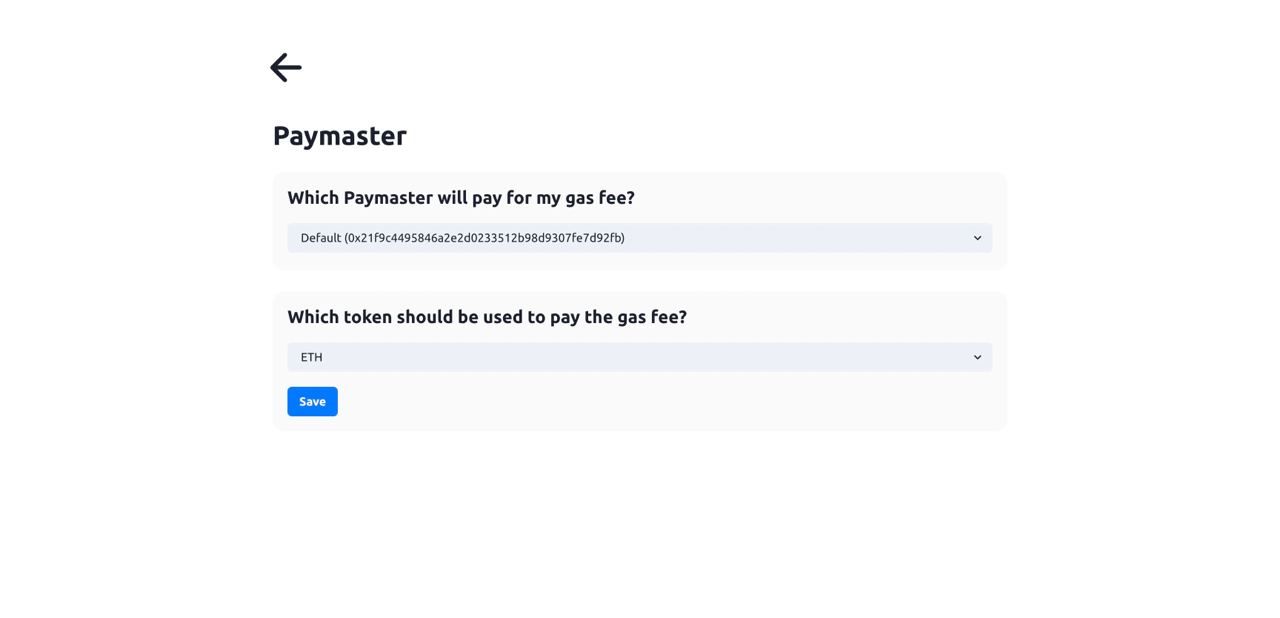 Paymaster
Which Paymaster will pay for my gas fee?
Default (0x21f9c4495846a2e2d0233512b98d9307fe7d92fb)
Which token should be used to pay the gas fee?
ETH
Save